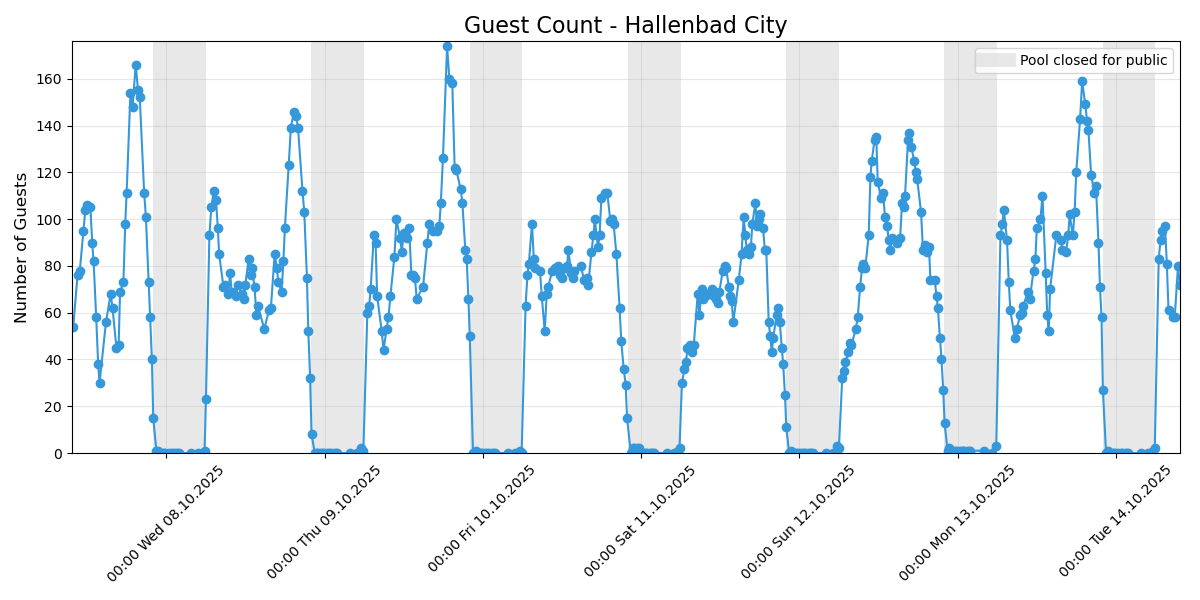 Guest Count - Hallenbad City
Pool closed for public
Number of Guests
160
140
120
100
80
60
40
20
0
00:00 Wed 08.10.2025
00:00 Thu 09.10.2025
00:00 Fri 10.10.2025
00:00 Sat 11.10.2025
00:00 Sun 12.10.2025
00:00 Mon 13.10.2025
00:00 Tue 14.10.2025